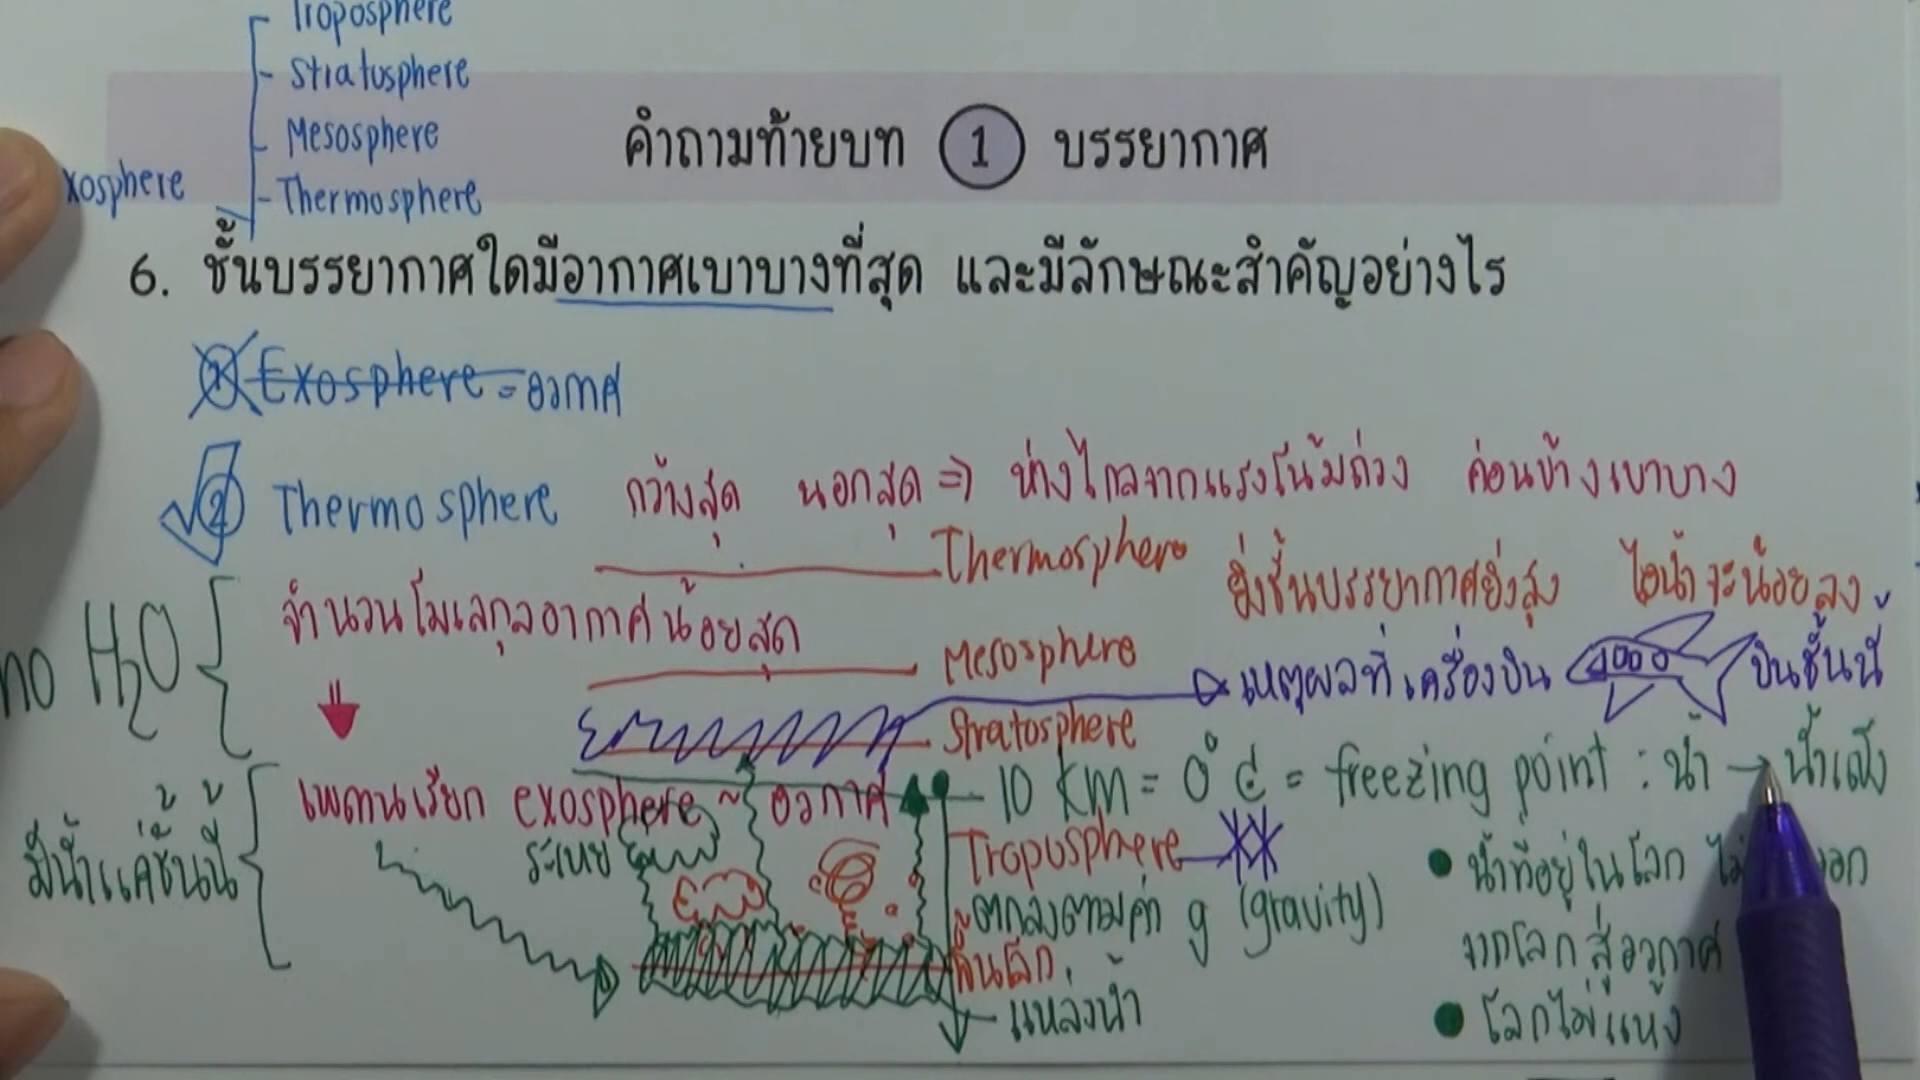 Troposphere
Stratosphere
Mesosphere
Thermosphere
xosphere
คำถามท้ายบท 1 บรรยากาศ
6. ชั้นบรรยากาศใดมีอากาศเบาบางที่สุด และมีลักษณะสำคัญอย่างไร
Exosphere = อวกาศ
2 Thermosphere กว้างสุด นอกสุด => ห่างไกลจากแรงโน้มถ่วง ค่อนข้างเบาบาง
Thermosphere
ยิ่งชั้นบรรยากาศยิ่งสูง ไอน้ำจะน้อยลง
no H2O
จำนวนโมเลกุลอากาศน้อยสุด
Mesosphere
เหตุผลที่เครื่องบิน บินชั้นนี้
Stratosphere
10 KM = 0°C = freezing point : น้ำ → น้ำแข็ง
exosphere ~ อวกาศ
มีน้ำแค่ชั้นนี้
ระเหย
Troposphere
ตกลงตามค่า g (gravity)
พื้นโลก
แหล่งน้ำ
น้ำที่อยู่ในโลก
จากโลกสู่อวกาศ
โลกไม่แห้ง